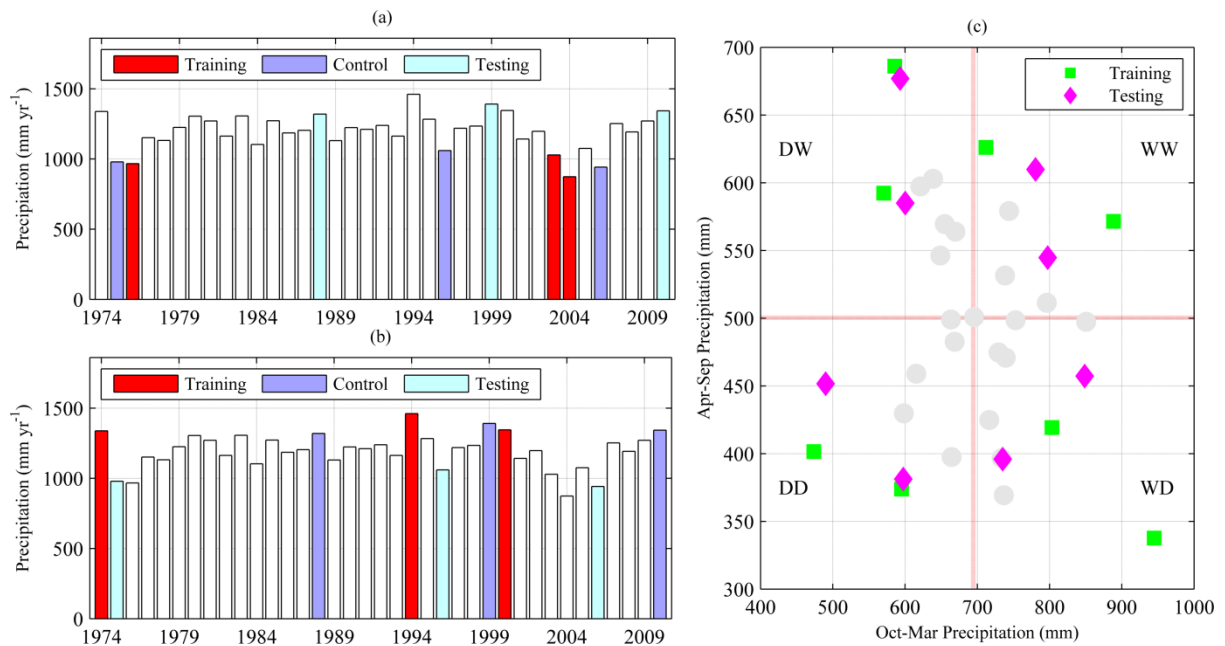 (a)
Precipiation (mm yr-1)
1500
1000
500
0
Training
Control
Testing
1974
1979
1984
1989
1994
1999
2004
2009
(b)
Precipitation (mm yr-1)
1500
1000
500
0
Training
Control
Testing
1974
1979
1984
1989
1994
1999
2004
2009
(c)
Apr-Sep Precipitation (mm)
700
650
600
550
500
450
400
350
300
Training
Testing
DW
WW
DD
WD
400
500
600
700
800
900
1000
Oct-Mar Precipitation (mm)